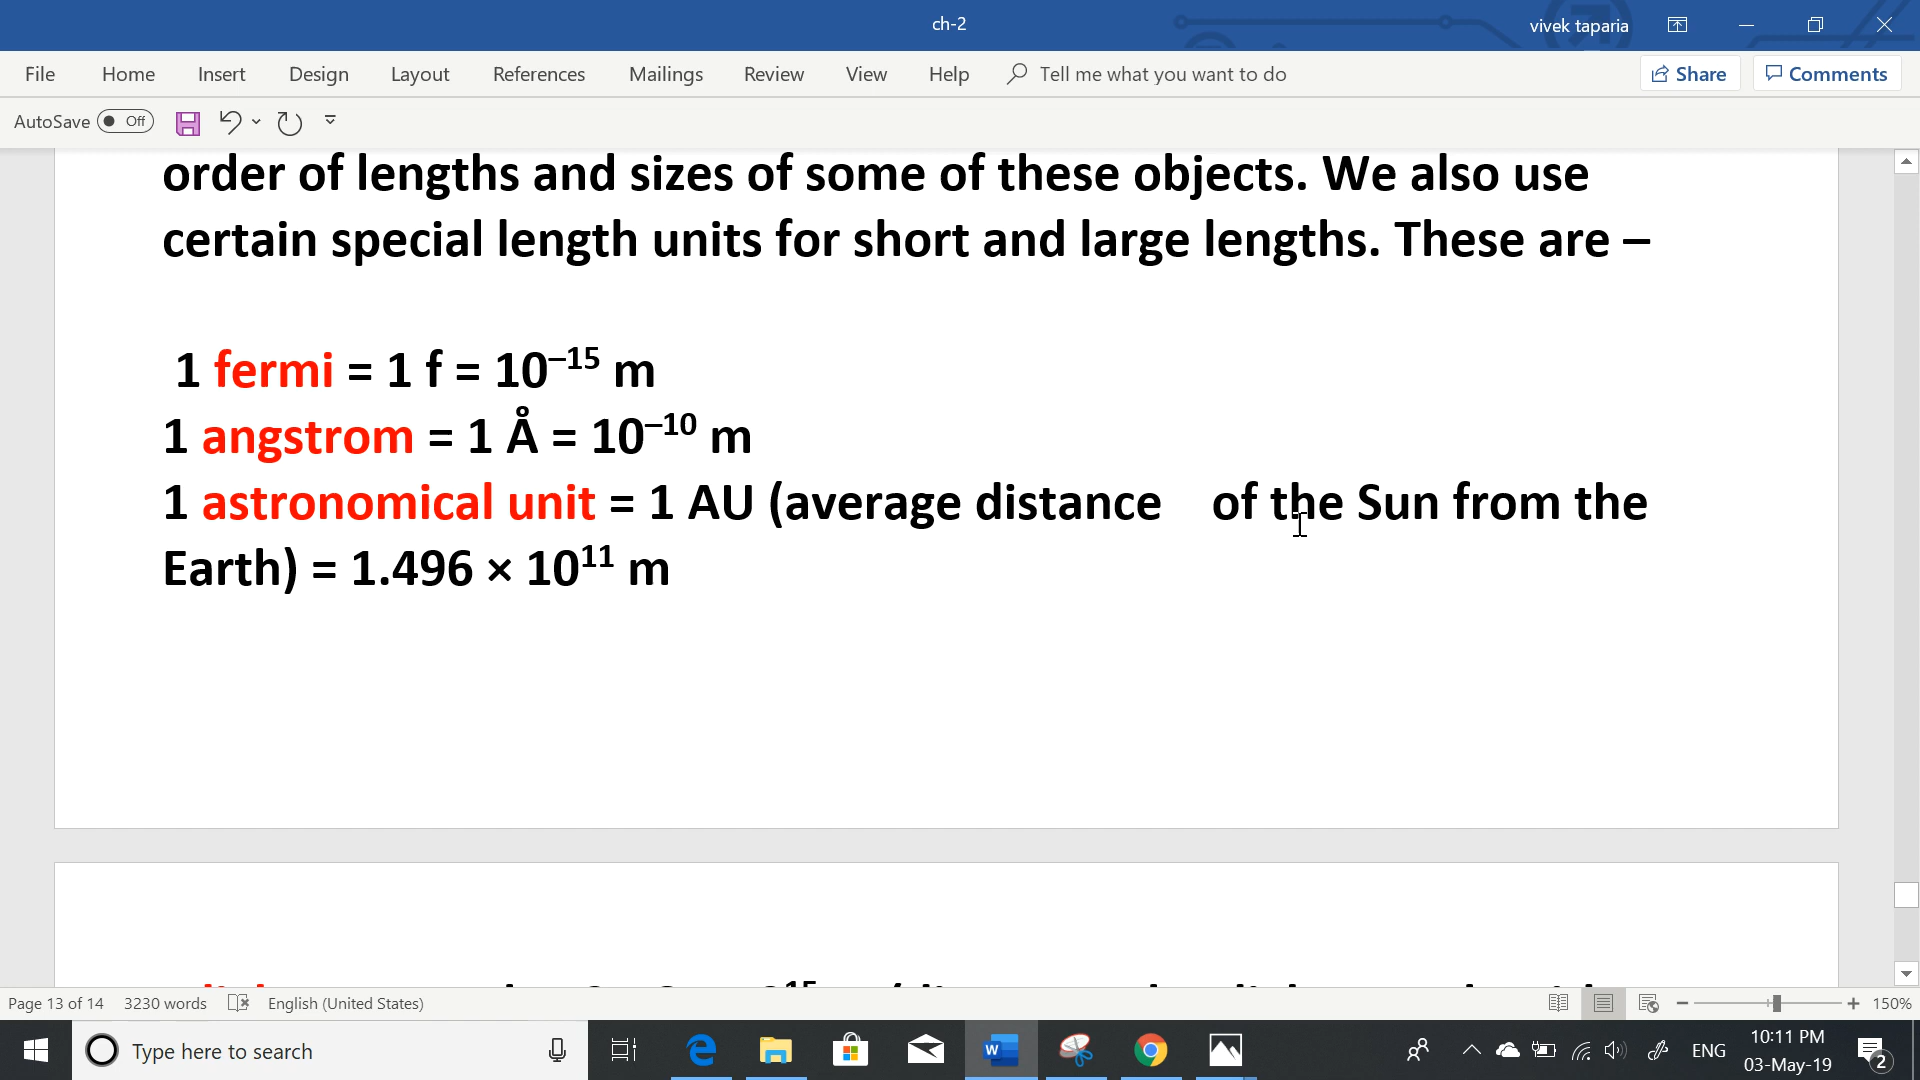 ch-2
vivek taparia
File Home Insert Design Layout References Mailings Review View Help Tell me what you want to do Share Comments
AutoSave Off
order of lengths and sizes of some of these objects. We also use
certain special length units for short and large lengths. These are –
1 fermi = 1 f = 10⁻¹⁵ m
1 angstrom = 1 Å = 10⁻¹⁰ m
1 astronomical unit = 1 AU (average distance of the Sun from the
Earth) = 1.496 × 10¹¹ m
Page 13 of 14 3230 words English (United States) 150%
Type here to search
ENG
10:11 PM
03-May-19
2